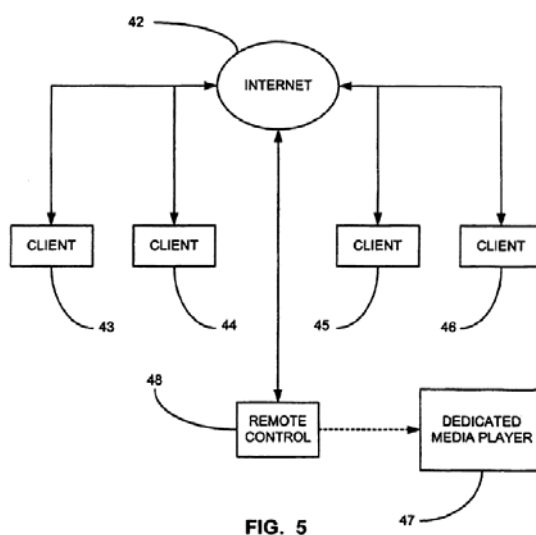 42
INTERNET
CLIENT
CLIENT
CLIENT
CLIENT
43
44
45
46
48
REMOTE
CONTROL
DEDICATED
MEDIA PLAYER
47
FIG. 5